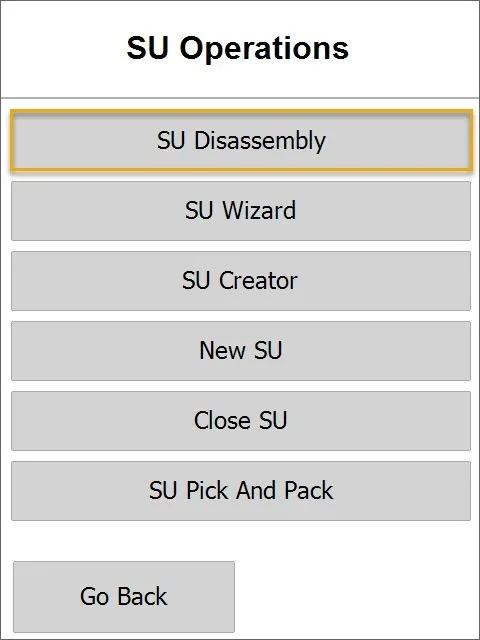 SU Operations
SU Disassembly
SU Wizard
SU Creator
New SU
Close SU
SU Pick And Pack
Go Back